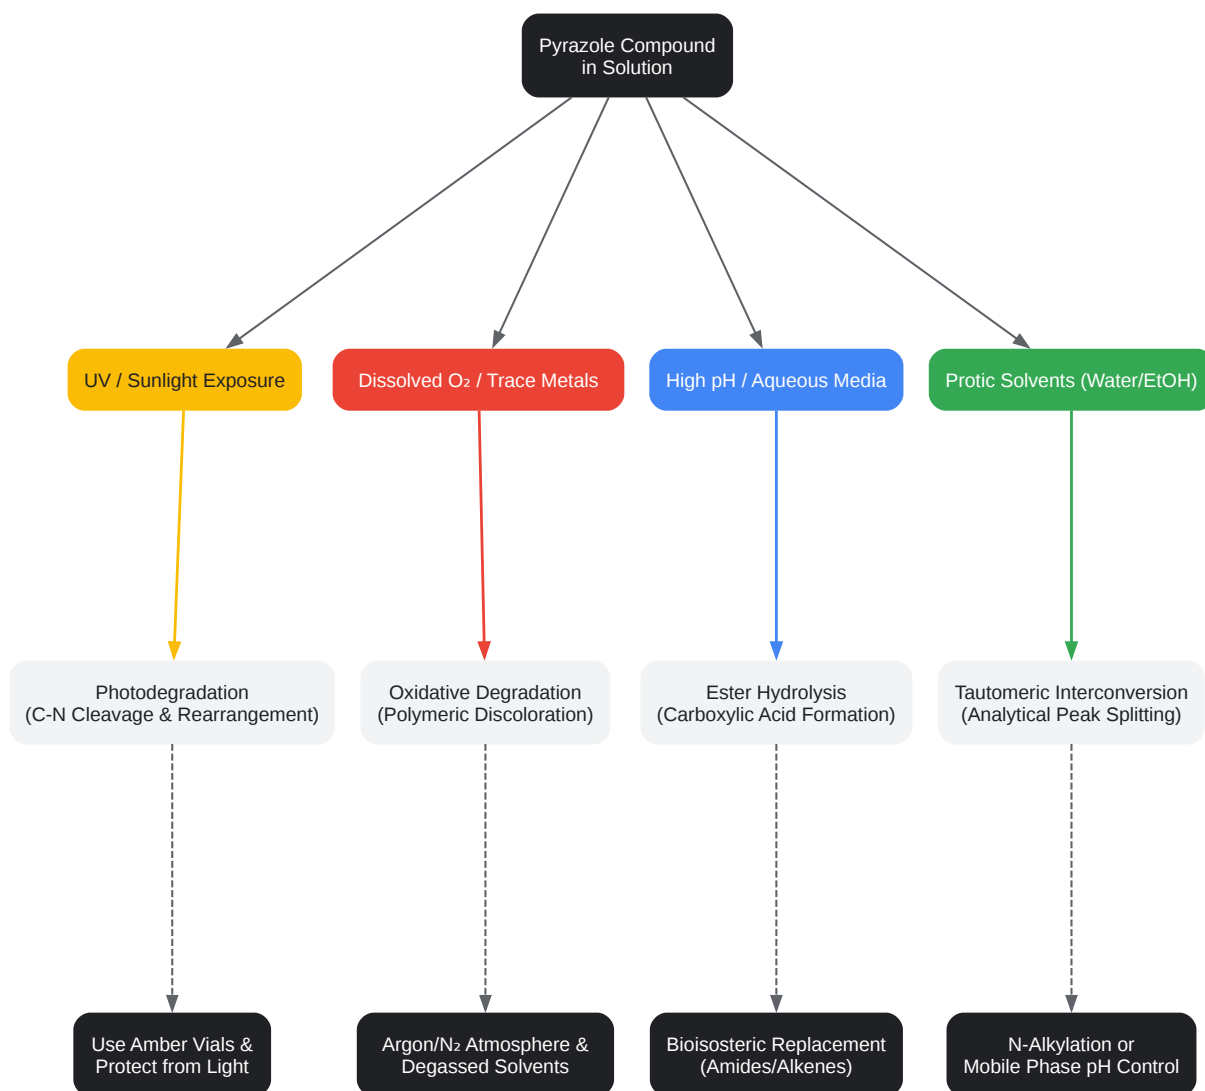 Pyrazole Compound
in Solution
UV / Sunlight Exposure
Dissolved O₂ / Trace Metals
High pH / Aqueous Media
Protic Solvents (Water/EtOH)
Photodegradation
(C-N Cleavage & Rearrangement)
Oxidative Degradation
(Polymeric Discoloration)
Ester Hydrolysis
(Carboxylic Acid Formation)
Tautomeric Interconversion
(Analytical Peak Splitting)
Use Amber Vials &
Protect from Light
Argon/N₂ Atmosphere &
Degassed Solvents
Bioisosteric Replacement
(Amides/Alkenes)
N-Alkylation or
Mobile Phase pH Control